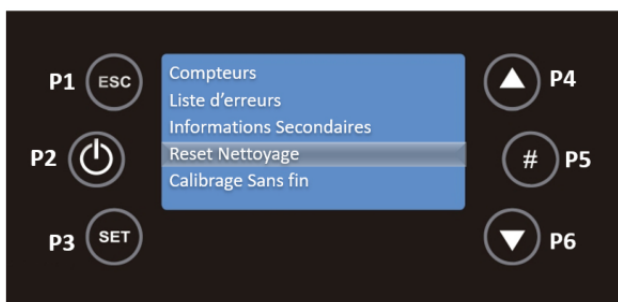 P1 ESC
Compteurs
Liste d'erreurs
Informations Secondaires
P2
Reset Nettoyage
Calibrage Sans fin
P3 SET
P4
# P5
P6